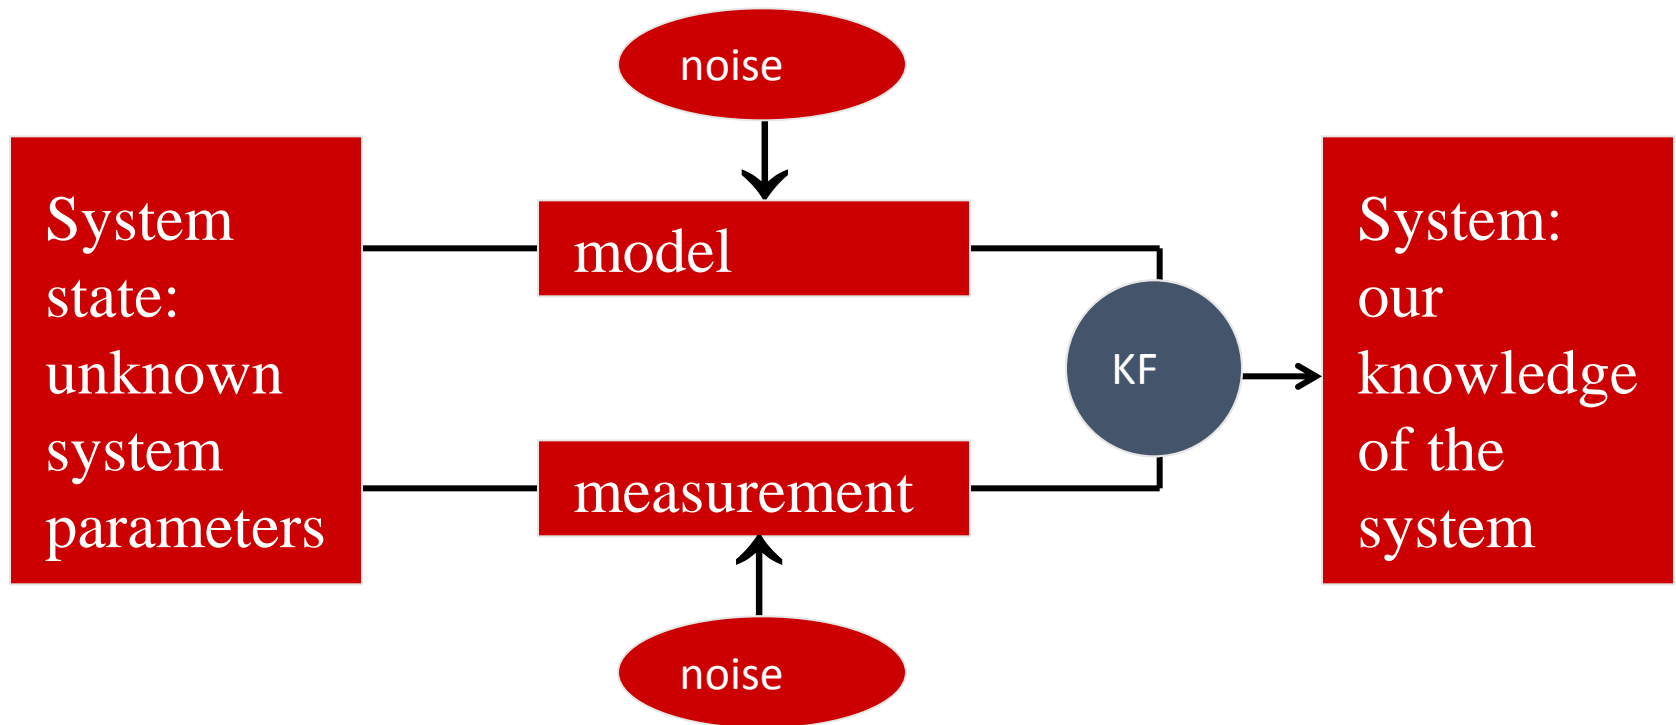 noise
System
state:
unknown
system
parameters
model
measurement
noise
KF
System:
our
knowledge
of the
system